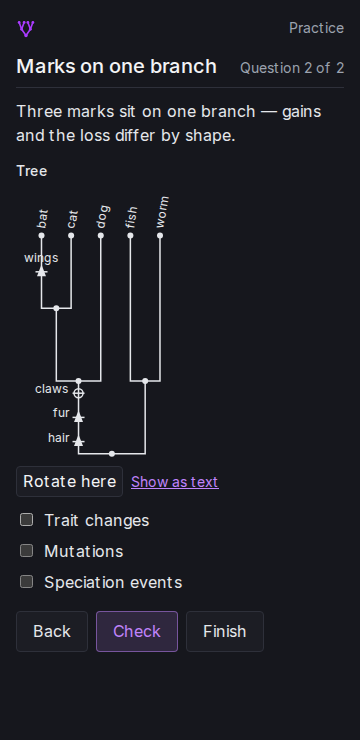 Practice
Marks on one branch
Question 2 of 2
Three marks sit on one branch — gains
and the loss differ by shape.
Tree
bat
cat
dog
fish
worm
wings
claws
fur
hair
Rotate here
Show as text
Trait changes
Mutations
Speciation events
Back
Check
Finish